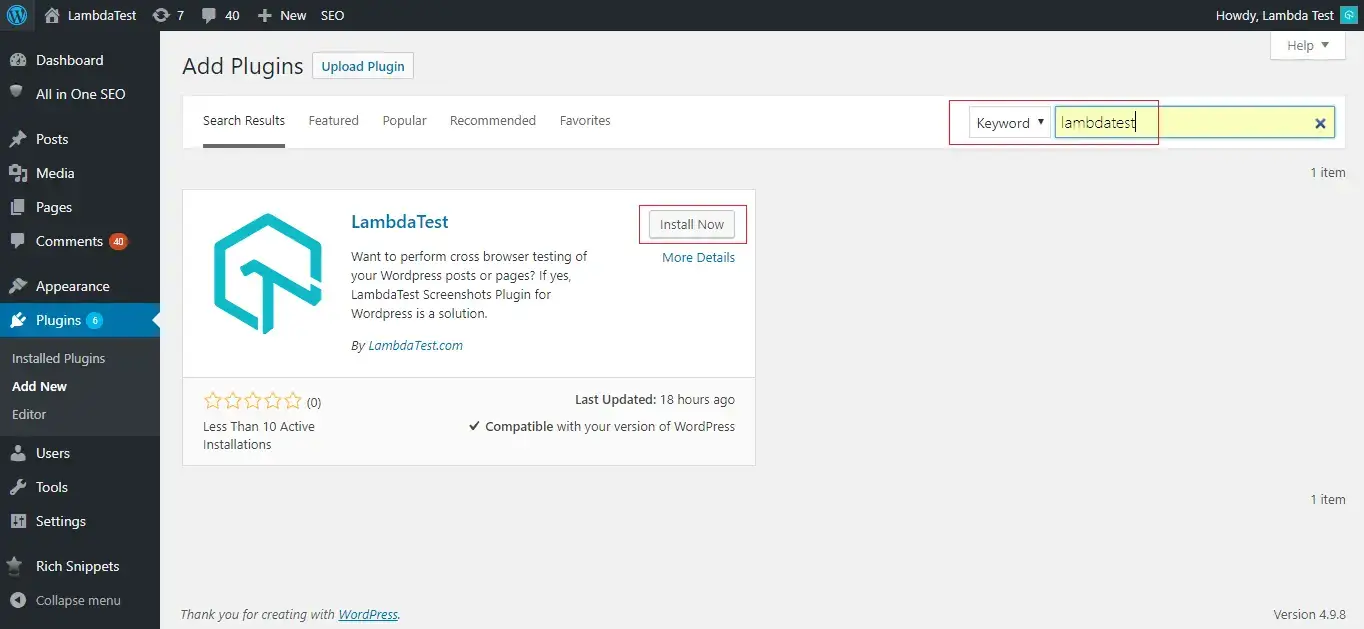 LambdaTest 7 40 New SEO Howdy, Lambda Test
Help
Dashboard
All in One SEO
Posts
Media
Pages
Comments 40
Appearance
Plugins 6
Installed Plugins
Add New
Editor
Users
Tools
Settings
Rich Snippets
Collapse menu
Add Plugins Upload Plugin
Search Results Featured Popular Recommended Favorites Keyword lambdatest
1 item
LambdaTest
Install Now
More Details
Want to perform cross browser testing of
your Wordpress posts or pages? If yes,
LambdaTest Screenshots Plugin for
Wordpress is a solution.
By LambdaTest.com
(0)
Less Than 10 Active
Installations
Last Updated: 18 hours ago
Compatible with your version of WordPress
1 item
Thank you for creating with WordPress. Version 4.9.8